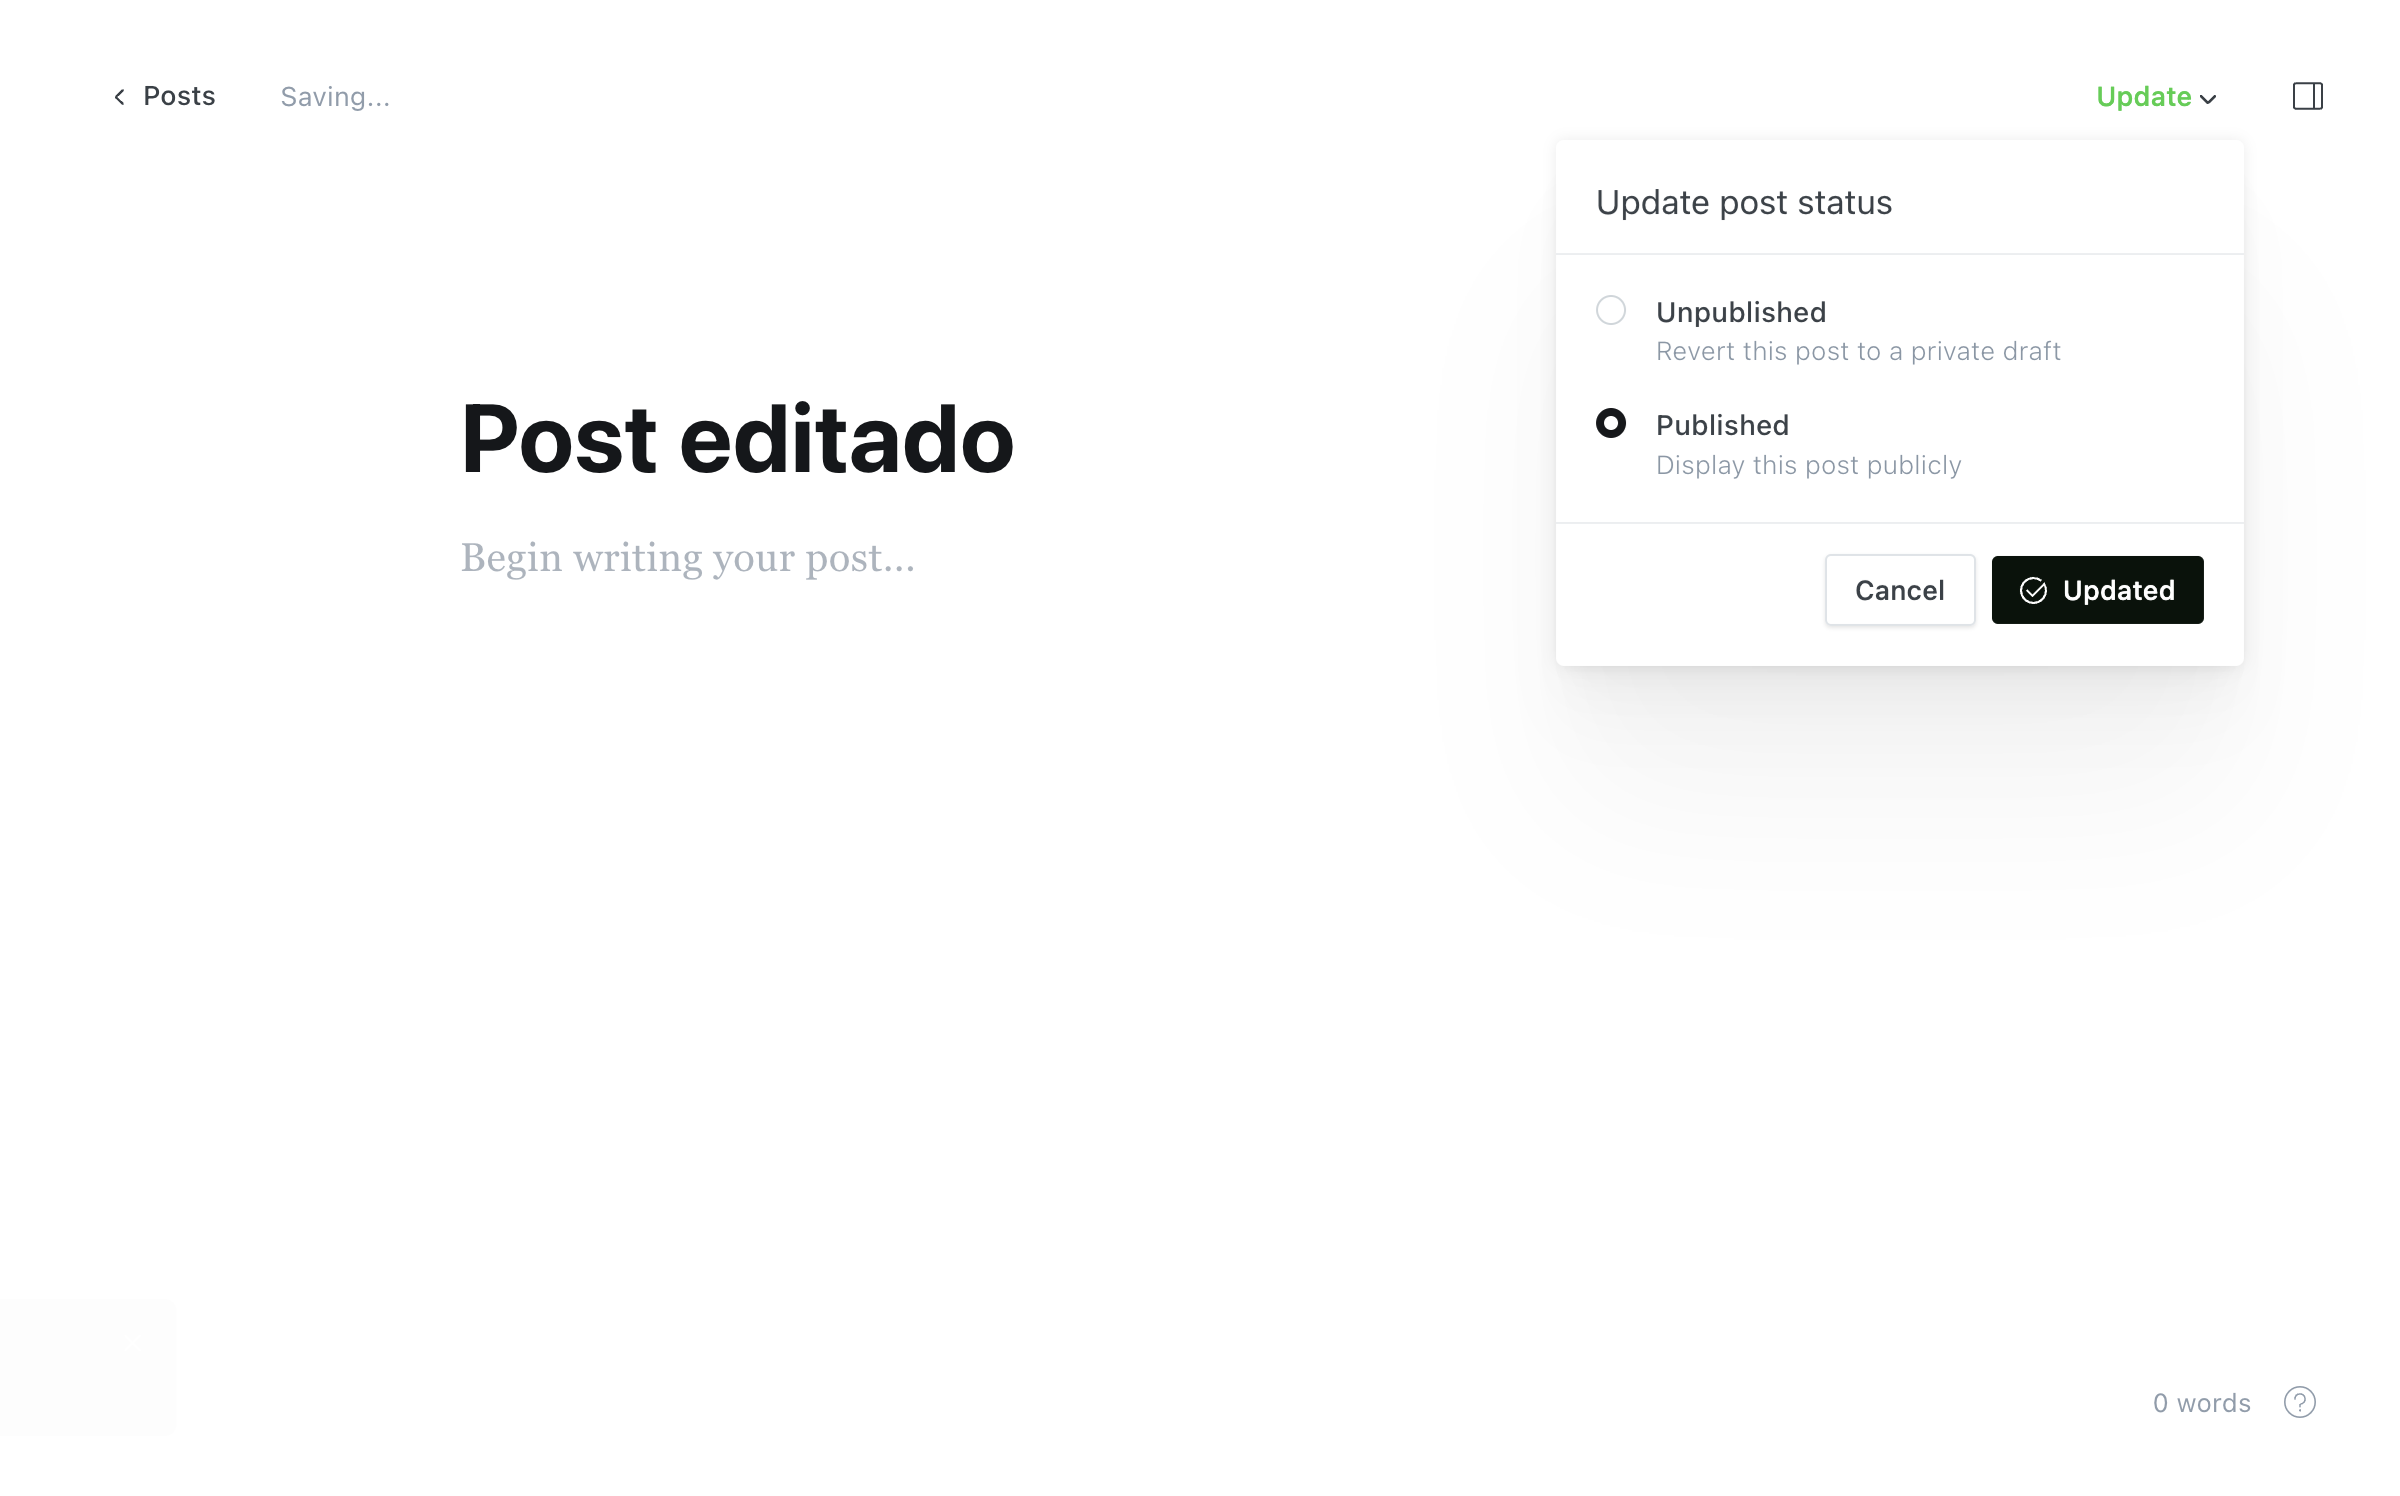 Posts
Saving...
Update
Update post status
Unpublished
Revert this post to a private draft
Published
Display this post publicly
Cancel
Updated
Post editado
Begin writing your post...
0 words
?